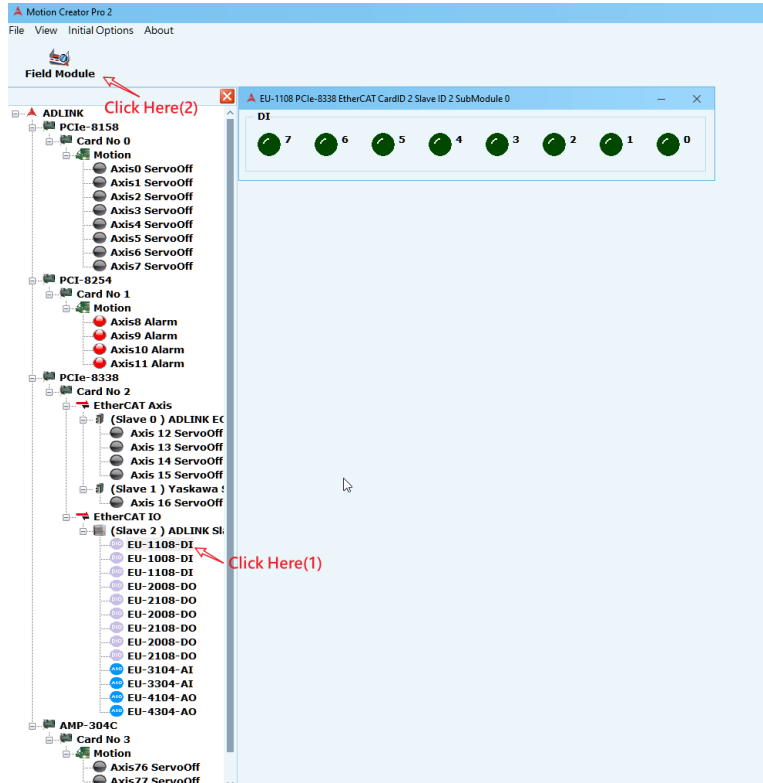 Motion Creator Pro 2
File View Initial Options About
Field Module
Click Here(2)
EU-1108 PCIe-8338 EtherCAT CardID 2 Slave ID 2 SubModule 0
DI
7 6 5 4 3 2 1 0
ADLINK
PCIe-8158
Card No 0
Motion
Axis0 ServoOff
Axis1 ServoOff
Axis2 ServoOff
Axis3 ServoOff
Axis4 ServoOff
Axis5 ServoOff
Axis6 ServoOff
Axis7 ServoOff
PCI-8254
Card No 1
Motion
Axis8 Alarm
Axis9 Alarm
Axis10 Alarm
Axis11 Alarm
PCIe-8338
Card No 2
EtherCAT Axis
(Slave 0 ) ADLINK EC
Axis 12 ServoOff
Axis 13 ServoOff
Axis 14 ServoOff
Axis 15 ServoOff
(Slave 1 ) Yaskawa
Axis 16 ServoOff
EtherCAT IO
(Slave 2 ) ADLINK Sla
EU-1108-DI
Click Here(1)
EU-1008-DI
EU-1108-DI
EU-2008-DO
EU-2108-DO
EU-2008-DO
EU-2108-DO
EU-2008-DO
EU-2108-DO
EU-3104-AI
EU-3304-AI
EU-4104-AO
EU-4304-AO
AMP-304C
Card No 3
Motion
Axis76 ServoOff
Axis77 ServoOff